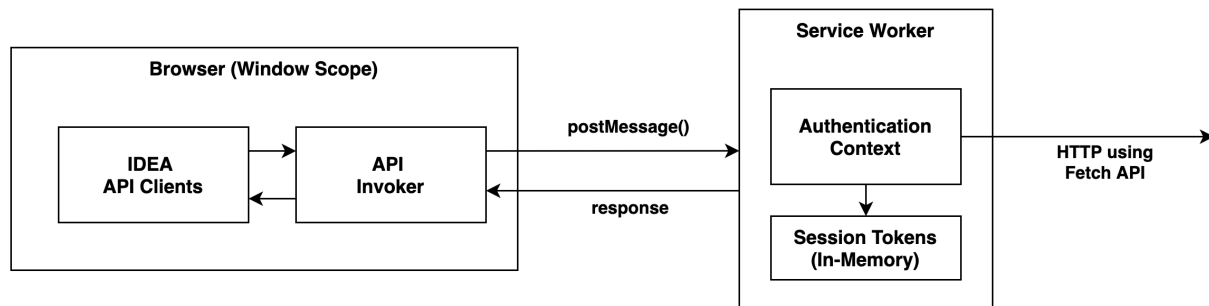 Service Worker
Browser (Window Scope)
IDEA
API Clients
API
Invoker
postMessage()
response
Authentication
Context
Session Tokens
(In-Memory)
HTTP using
Fetch API